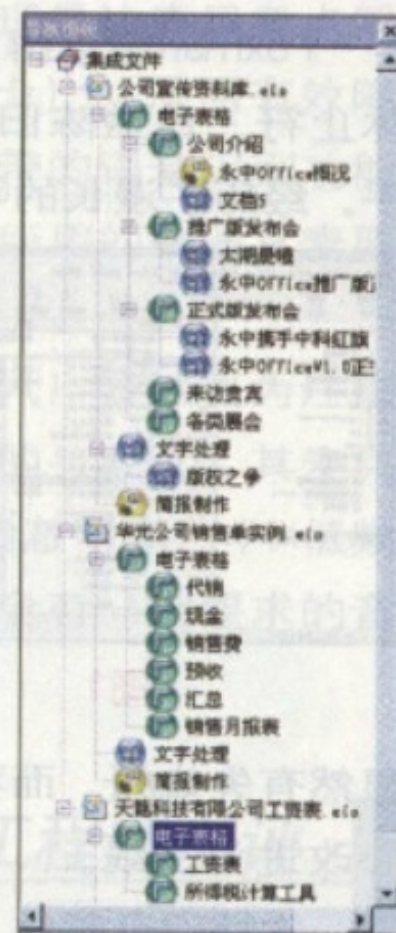 集成文件
公司宣传资料库.eio
电子表格
公司介绍
永中Office概况
文档5
推广版发布会
太湖晨曦
永中Office推广版
正式版发布会
永中携手中科红旗
永中OfficeV1.0正
来访贵宾
各类展会
文字处理
版权之争
简报制作
华光公司销售单实例.eio
电子表格
代销
现金
销售费
预收
汇总
销售月报表
文字处理
简报制作
天骄科技有限公司工资表.eio
电子表格
工资表
所得税计算工具